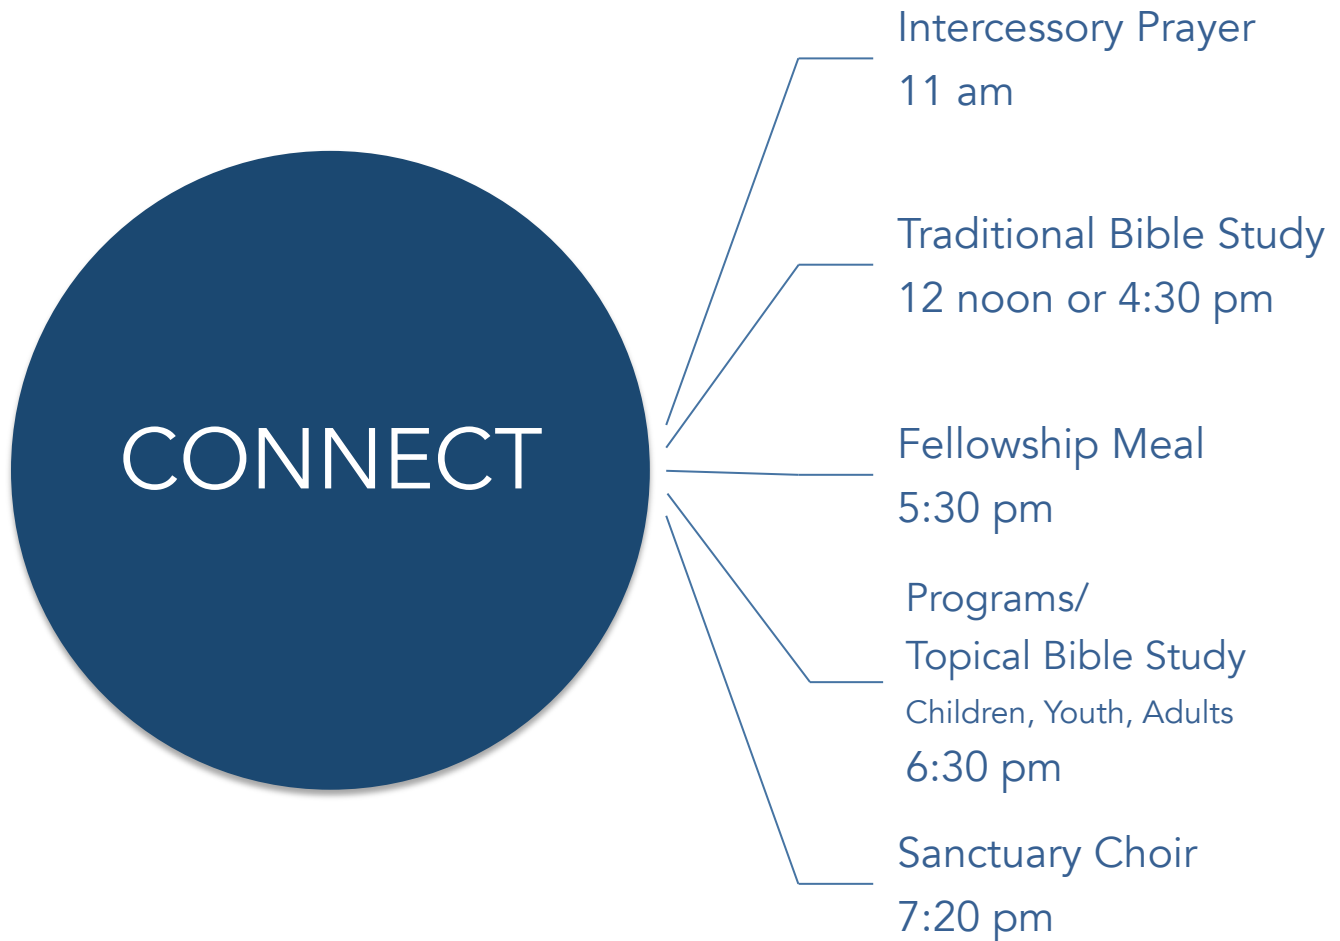 CONNECT
Intercessory Prayer
11 am
Traditional Bible Study
12 noon or 4:30 pm
Fellowship Meal
5:30 pm
Programs/
Topical Bible Study
Children, Youth, Adults
6:30 pm
Sanctuary Choir
7:20 pm